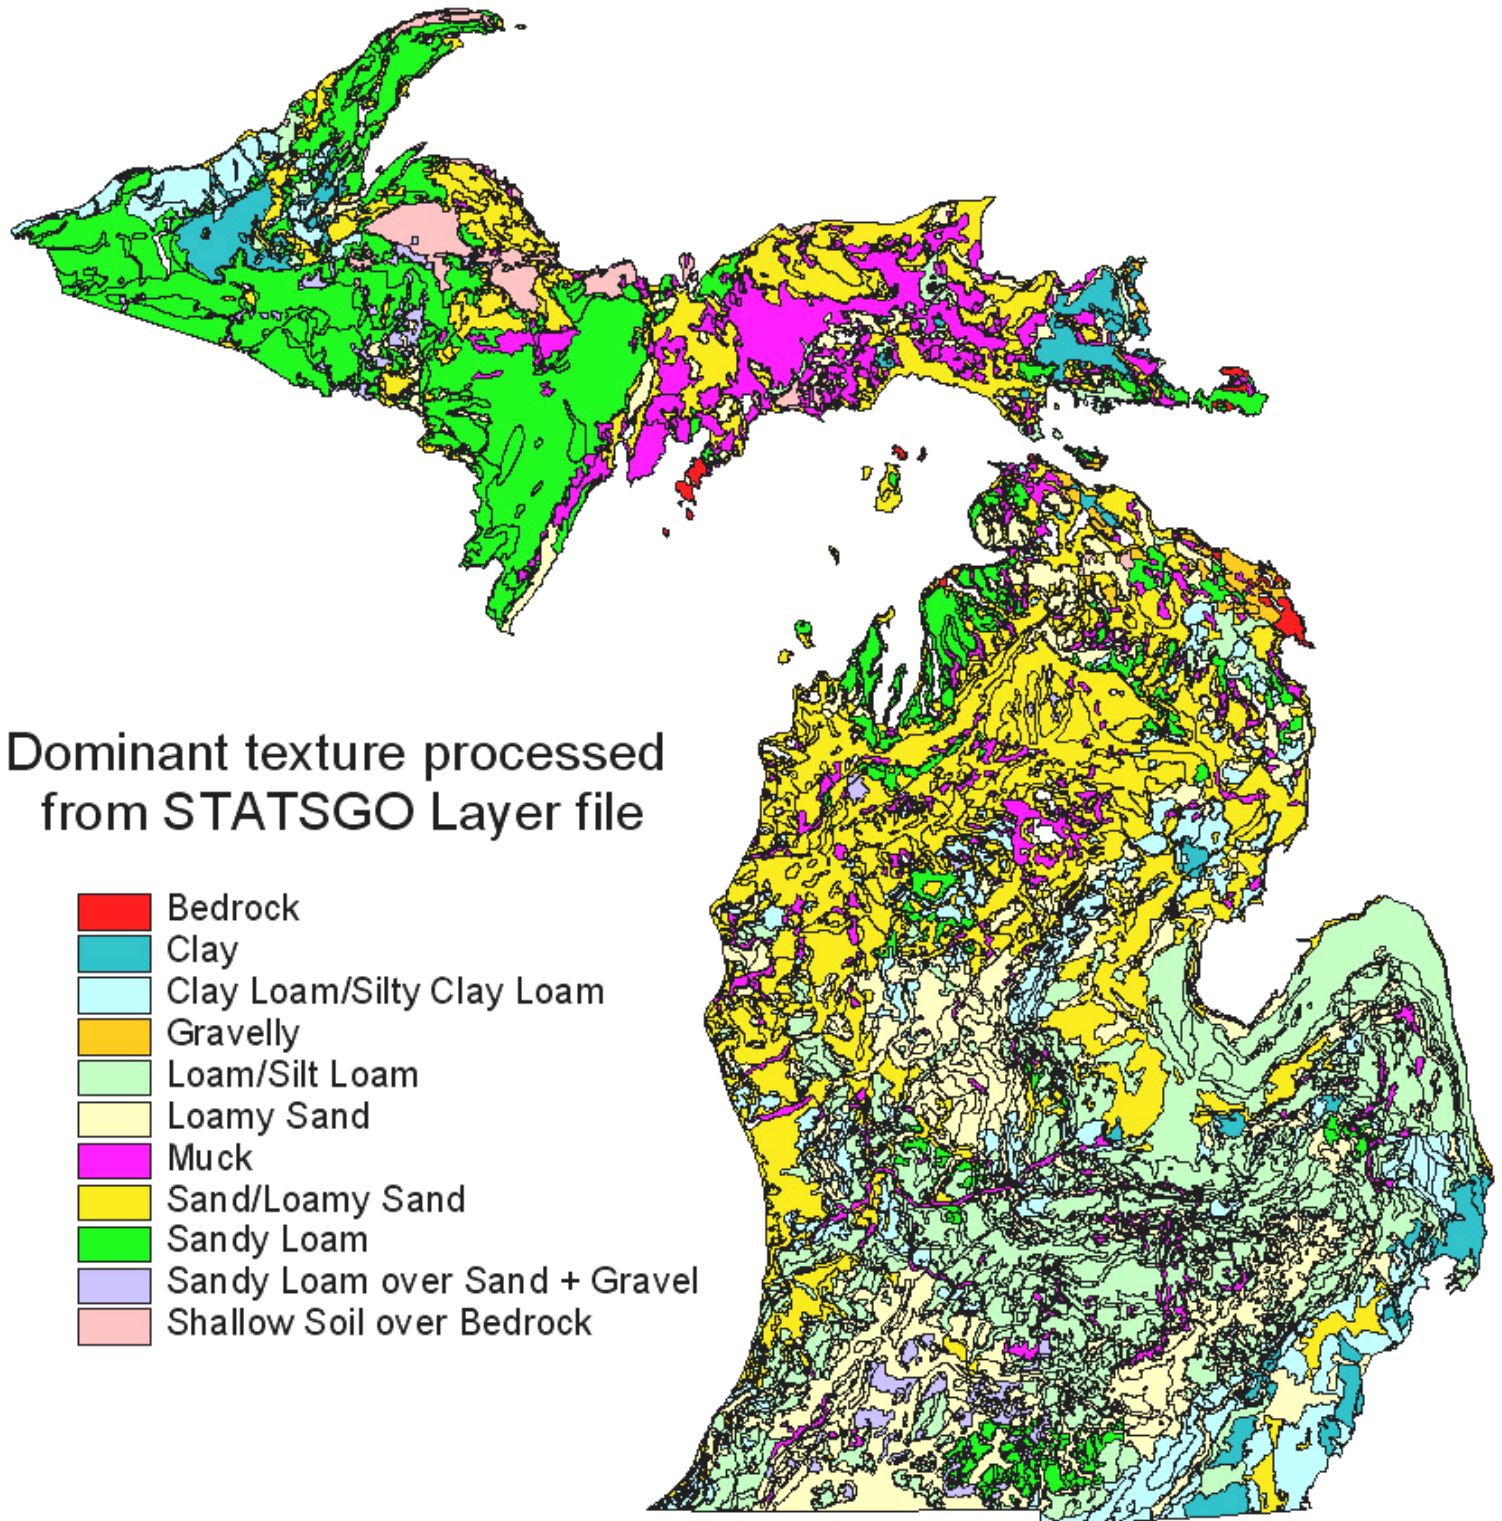 Dominant texture processed
from STATSGO Layer file
Bedrock
Clay
Clay Loam/Silty Clay Loam
Gravelly
Loam/Silt Loam
Loamy Sand
Muck
Sand/Loamy Sand
Sandy Loam
Sandy Loam over Sand + Gravel
Shallow Soil over Bedrock